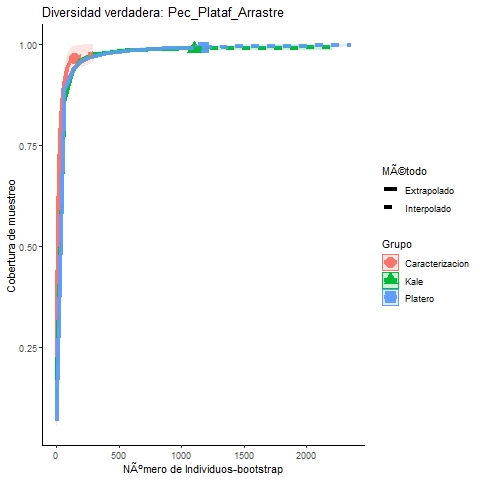 Diversidad verdadera: Pec_Plataf_Arrastre
1.00
0.75
0.50
0.25
Cobertura de muestreo
0
500
1000
1500
2000
NÃºmero de Individuos-bootstrap
MÃ©todo
Extrapolado
Interpolado
Grupo
Caracterizacion
Kale
Platero